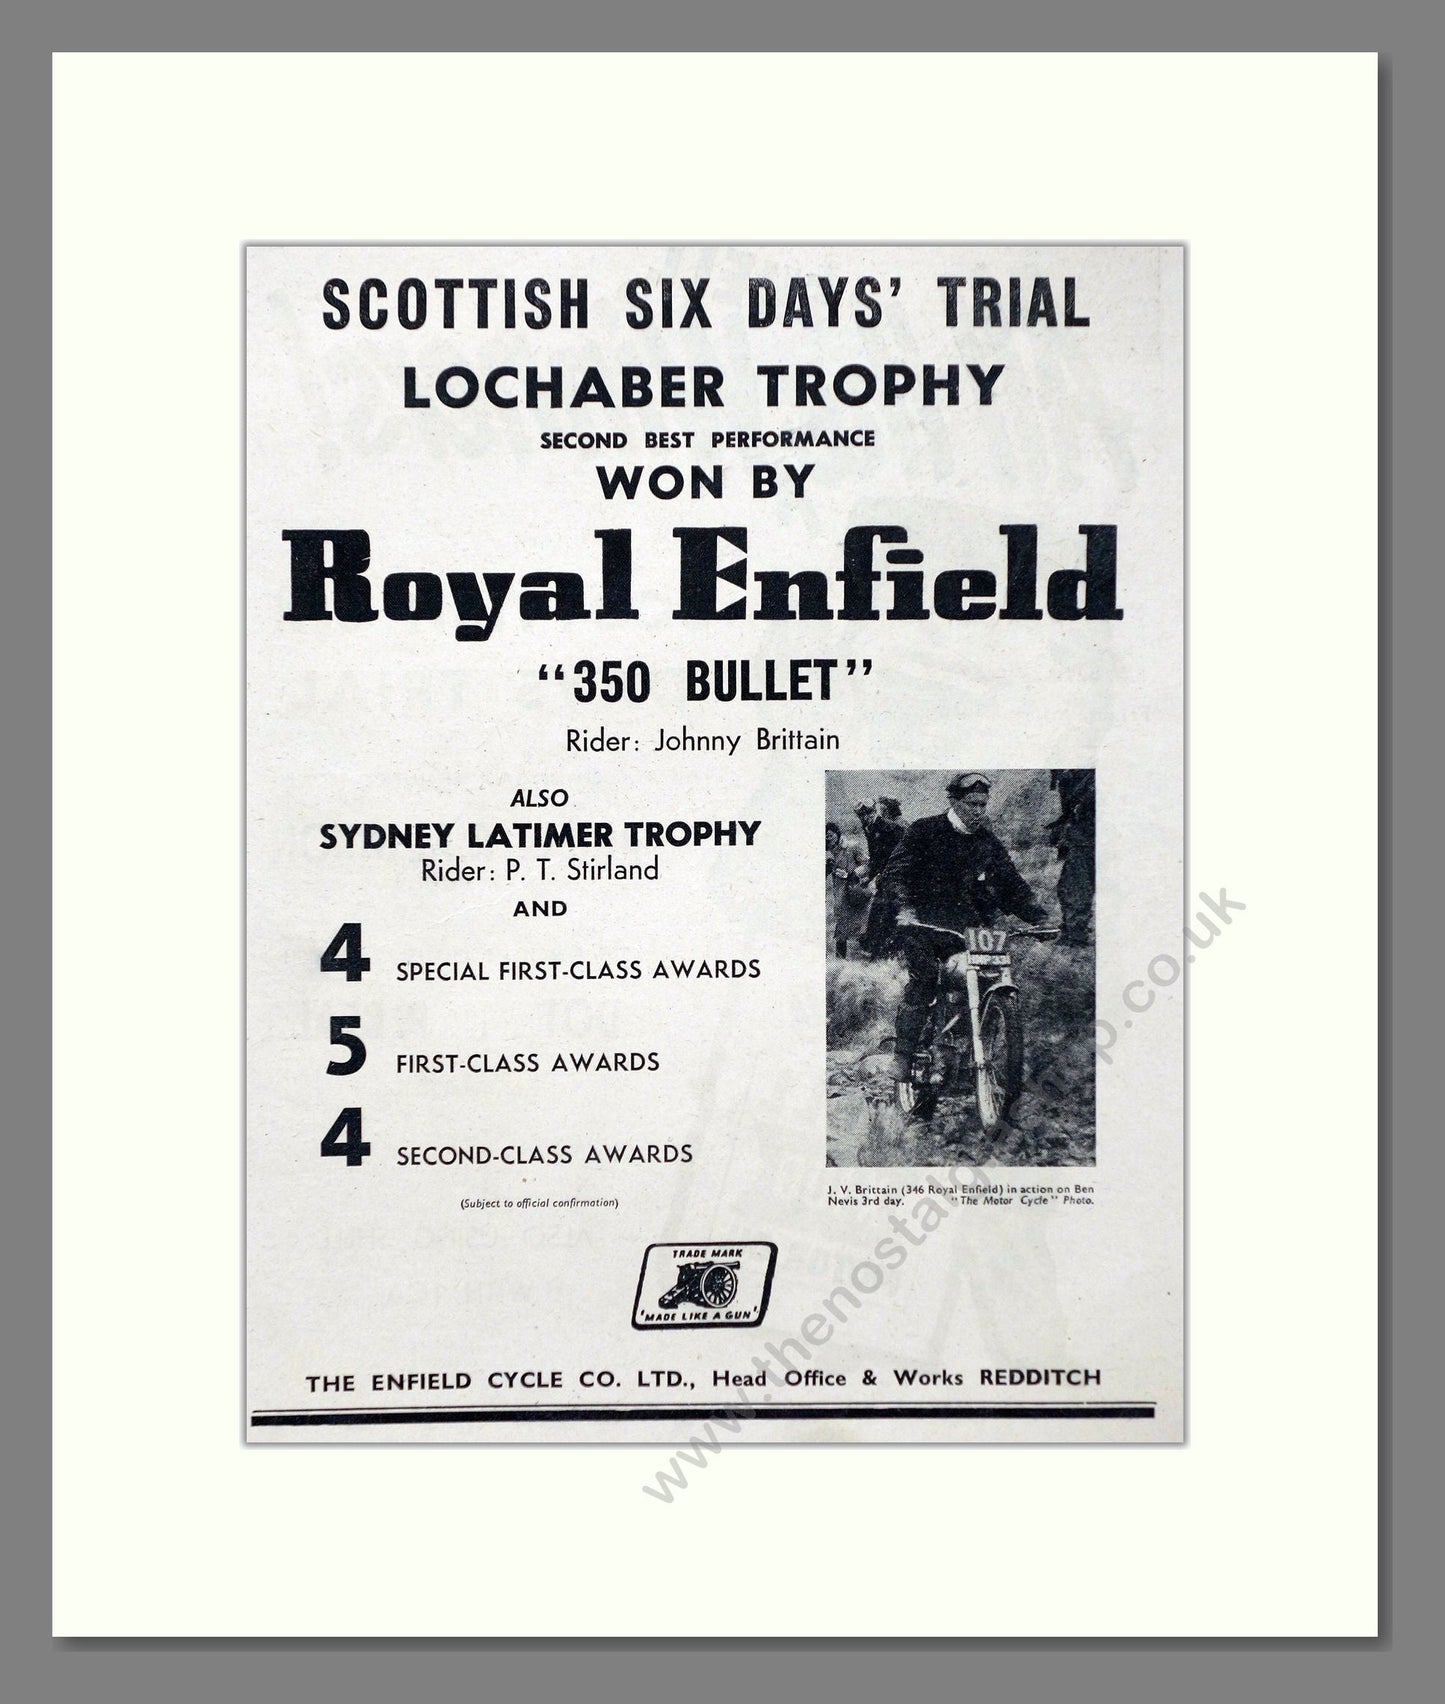 SCOTTISH SIX DAYS' TRIAL
LOCHABER TROPHY
SECOND BEST PERFORMANCE
WON BY
Royal Enfield
"350 BULLET"
Rider: Johnny Brittain
ALSO
SYDNEY LATIMER TROPHY
Rider: P. T. Stirland
AND
4 SPECIAL FIRST-CLASS AWARDS
5 FIRST-CLASS AWARDS
4 SECOND-CLASS AWARDS
(Subject to official confirmation)
107
J. V. Brittain (346 Royal Enfield) in action on Ben
Nevis 3rd day. "The Motor Cycle" Photo.
TRADE MARK
'MADE LIKE A GUN'
THE ENFIELD CYCLE CO. LTD., Head Office & Works REDDITCH
www.thenostalgiashop.co.uk